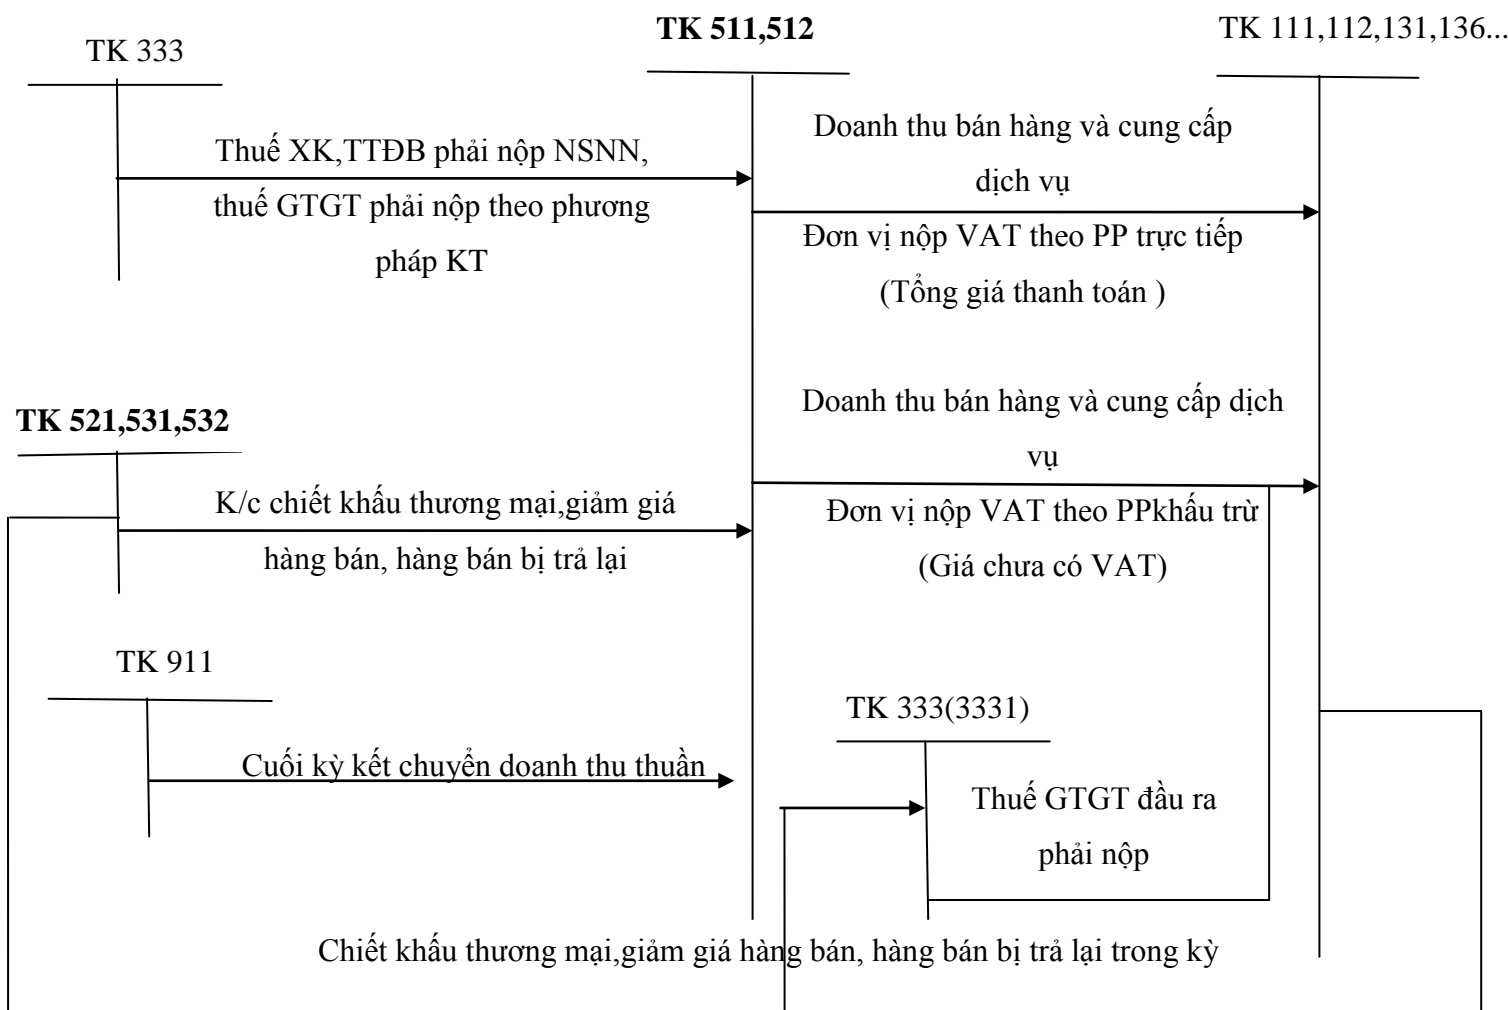 TK 333
TK 511,512
TK 111,112,131,136...
Thuế XK,TTĐB phải nộp NSNN,
thuế GTGT phải nộp theo phương
pháp KT
Doanh thu bán hàng và cung cấp
dịch vụ
Đơn vị nộp VAT theo PP trực tiếp
(Tổng giá thanh toán )
TK 521,531,532
K/c chiết khấu thương mại,giảm giá
hàng bán, hàng bán bị trả lại
Doanh thu bán hàng và cung cấp dịch
vụ
Đơn vị nộp VAT theo PPkhấu trừ
(Giá chưa có VAT)
TK 911
Cuối kỳ kết chuyển doanh thu thuần
TK 333(3331)
Thuế GTGT đầu ra
phải nộp
Chiết khấu thương mại,giảm giá hàng bán, hàng bán bị trả lại trong kỳ